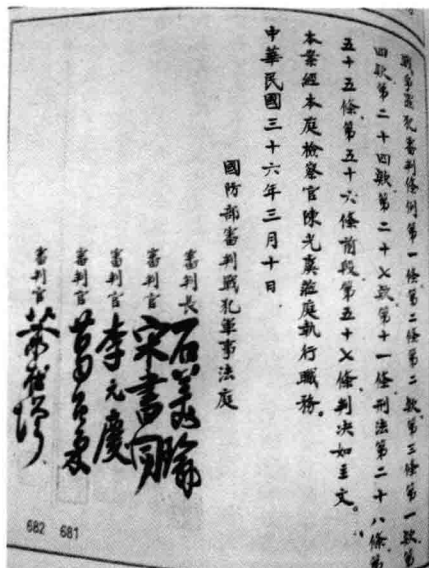 戰爭罪犯審判條例第一條第二條第二款第三條第一款第
四款第二十四款第二十七款第十一條刑法第二十八條第
五十五條第五十六條前段第五十七條判決如主文。
本案經本庭檢察官陳光虞蒞庭執行職務。
中華民國三十六年三月十日
國防部審判戰犯軍事法庭
審判長 石美瑜
審判官 宋書同
審判官 李元慶
審判官 葛召棠
審判官 葉在增
681
682